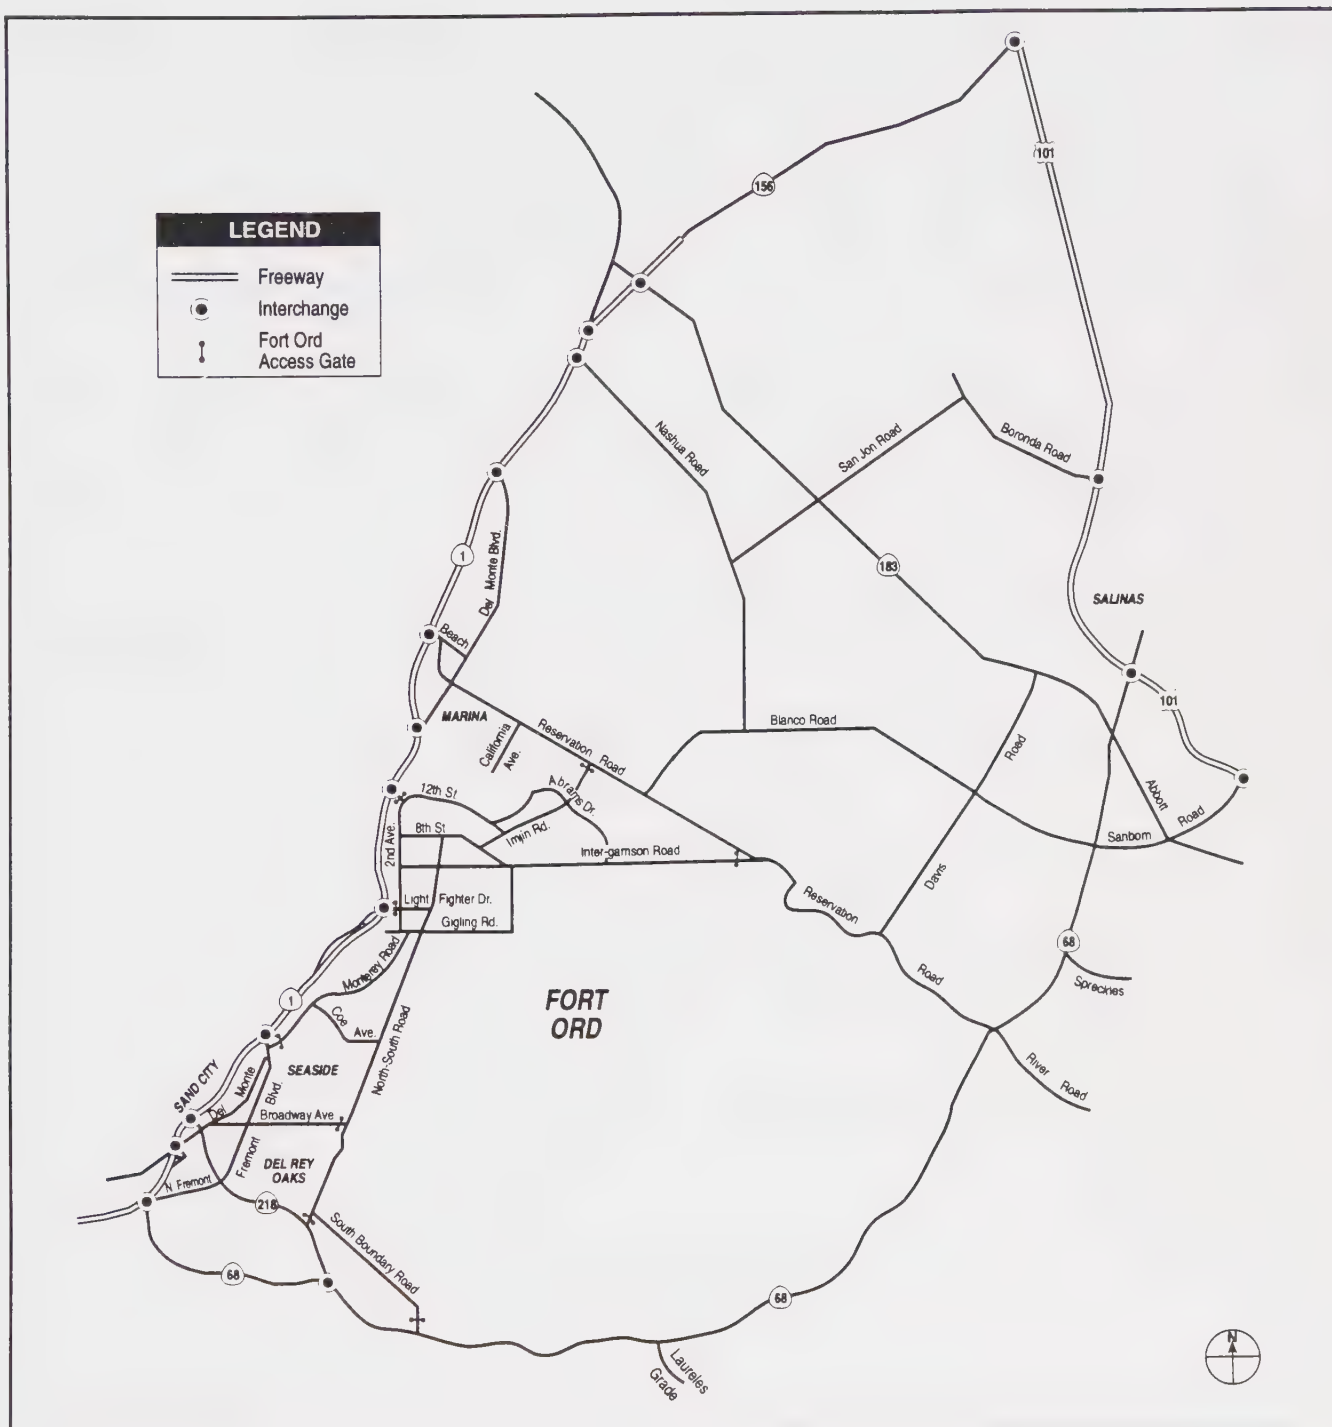 101
156
LEGEND
Freeway
Interchange
Fort Ord
Access Gate
Nashua Road
San Jon Road
Boronda Road
1
Del Monte Blvd.
183
SALINAS
Beach
MARINA
California
Ave.
Reservation Road
Blanco Road
101
Road
Abbott
12th St
Abrams Dr.
8th St
Imjin Rd.
2nd Ave.
Inter-garnson Road
Sanborn Road
Davis
Light Fighter Dr.
Gigling Rd.
Reservation
Road
68
Spreckles
Monterey Road
1
FORT
ORD
Coe Ave.
North-South Road
River Road
SEASIDE
SAND CITY
Del Monte
Blvd.
Broadway Ave
Fremont
DEL REY
OAKS
N Fremont
218
South Boundary Road
68
68
Laureles
Grade
N